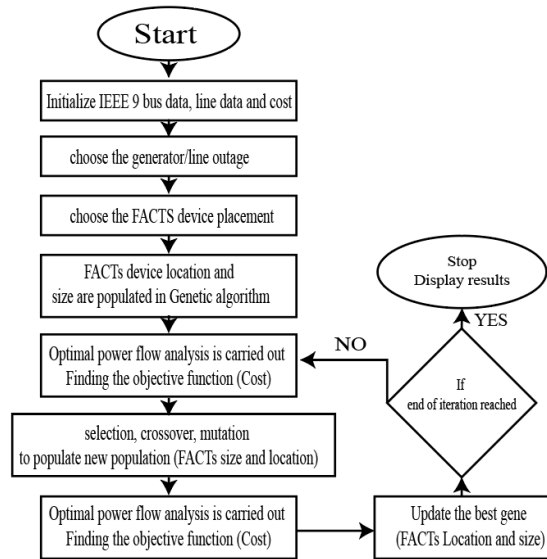 Start
Initialize IEEE 9 bus data, line data and cost
choose the generator/line outage
choose the FACTS device placement
FACTs device location and
size are populated in Genetic algorithm
Optimal power flow analysis is carried out
Finding the objective function (Cost)
selection, crossover, mutation
to populate new population (FACTs size and location)
Optimal power flow analysis is carried out
Finding the objective function (Cost)
Update the best gene
(FACTs Location and size)
If
end of iteration reached
NO
YES
Stop
Display results